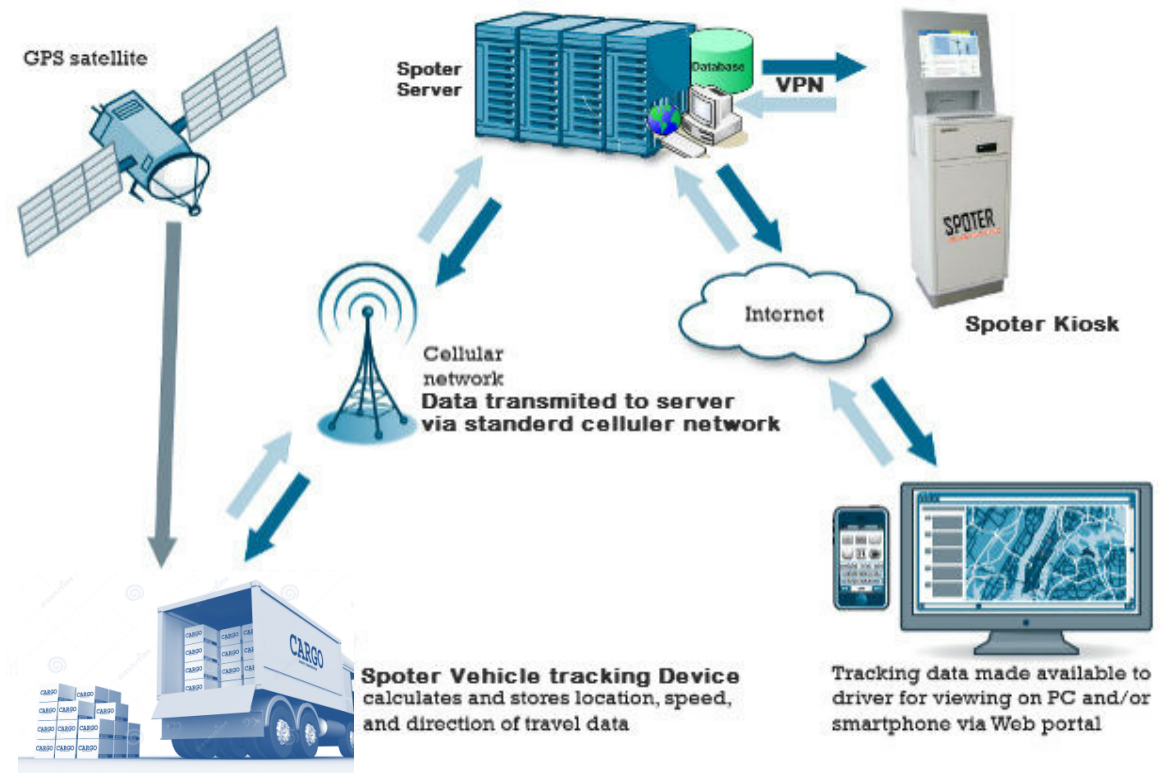 GPS satellite
Spoter
Server
Database
VPN
SPOTER
Spoter Kiosk
Internet
Cellular
network
Data transmited to server
via standerd celluler network
CARGO
CARGO
Spoter Vehicle tracking Device
calculates and stores location, speed,
and direction of travel data
Tracking data made available to
driver for viewing on PC and/or
smartphone via Web portal